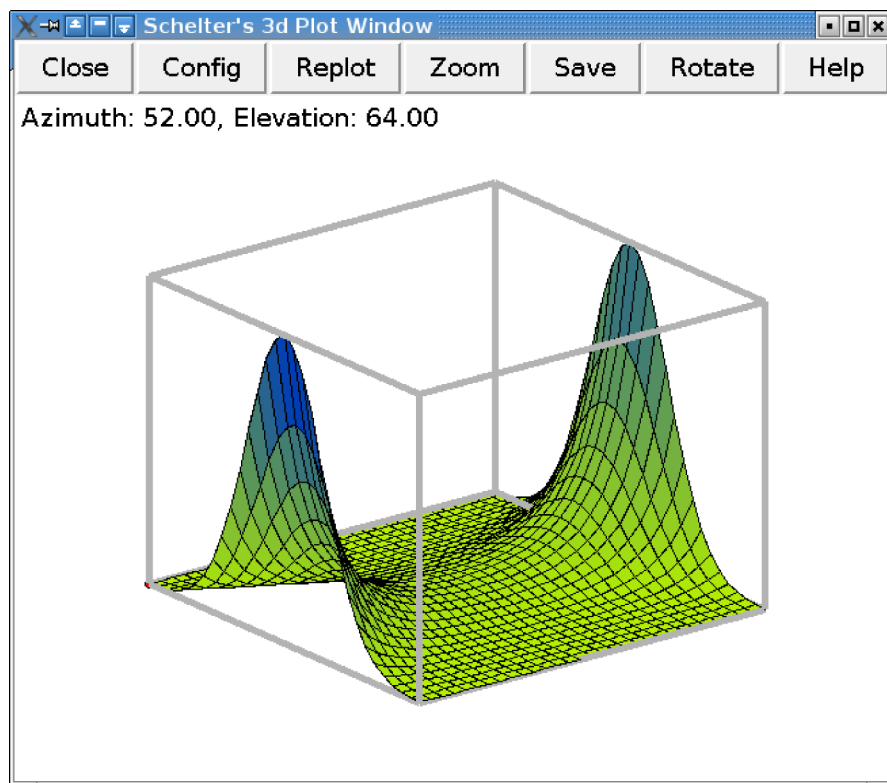 Schelter's 3d Plot Window
Close Config Replot Zoom Save Rotate Help
Azimuth: 52.00, Elevation: 64.00